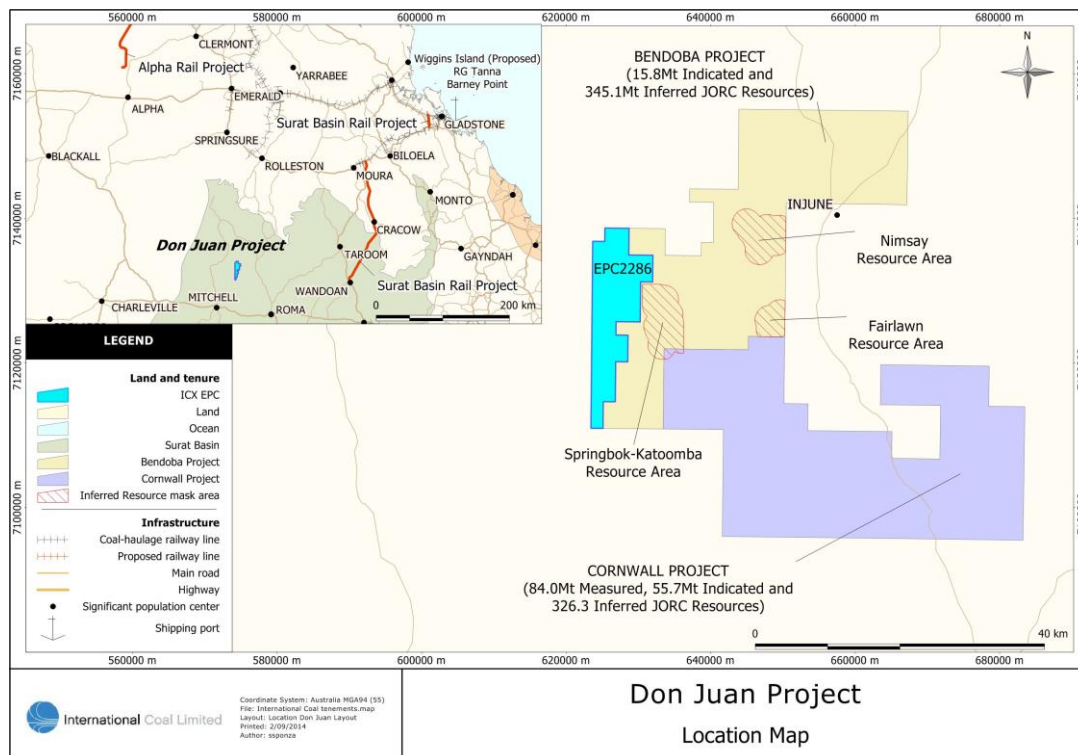 560000 m
580000 m
600000 m
620000 m
640000 m
660000 m
680000 m
7160000 m
7140000 m
7120000 m
7100000 m
CLERMONT
Alpha Rail Project
YARRABEE
Wiggins Island (Proposed)
RG Tanna
Barney Point
ALPHA
EMERALD
Surat Basin Rail Project
GLADSTONE
SPRINGSURE
BLACKALL
ROLLESTON
BILOELA
MOURA
MONTO
CRACOW
Don Juan Project
TAROOM
GAYNDAH
WANDOAN
Surat Basin Rail Project
MITCHELL
CHARLEVILLE
ROMA
0
200 km
BENDOBA PROJECT
(15.8Mt Indicated and
345.1Mt Inferred JORC Resources)
N
INJUNE
Nimsay
Resource Area
EPC2286
Fairlawn
Resource Area
Springbok-Katoomba
Resource Area
CORNWALL PROJECT
(84.0Mt Measured, 55.7Mt Indicated and
326.3 Inferred JORC Resources)
0
40 km
LEGEND
Land and tenure
ICX EPC
Land
Ocean
Surat Basin
Bendoba Project
Cornwall Project
Inferred Resource mask area
Infrastructure
Coal-haulage railway line
Proposed railway line
Main road
Highway
Significant population center
Shipping port
560000 m
580000 m
600000 m
620000 m
640000 m
660000 m
680000 m
International Coal Limited
Coordinate System: Australia MGA94 (55)
File: International Coal tenements.map
Layout: Location Don Juan Layout
Printed: 2/09/2014
Author: ssponza
Don Juan Project
Location Map